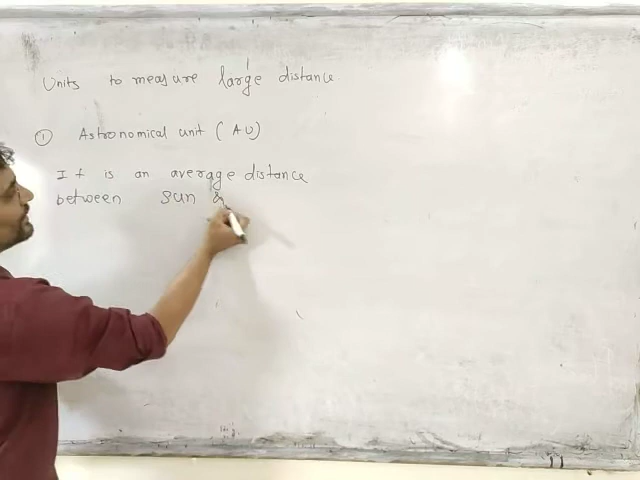 Units to measure large distance
① Astronomical unit (AU)
It is an average distance
between sun &